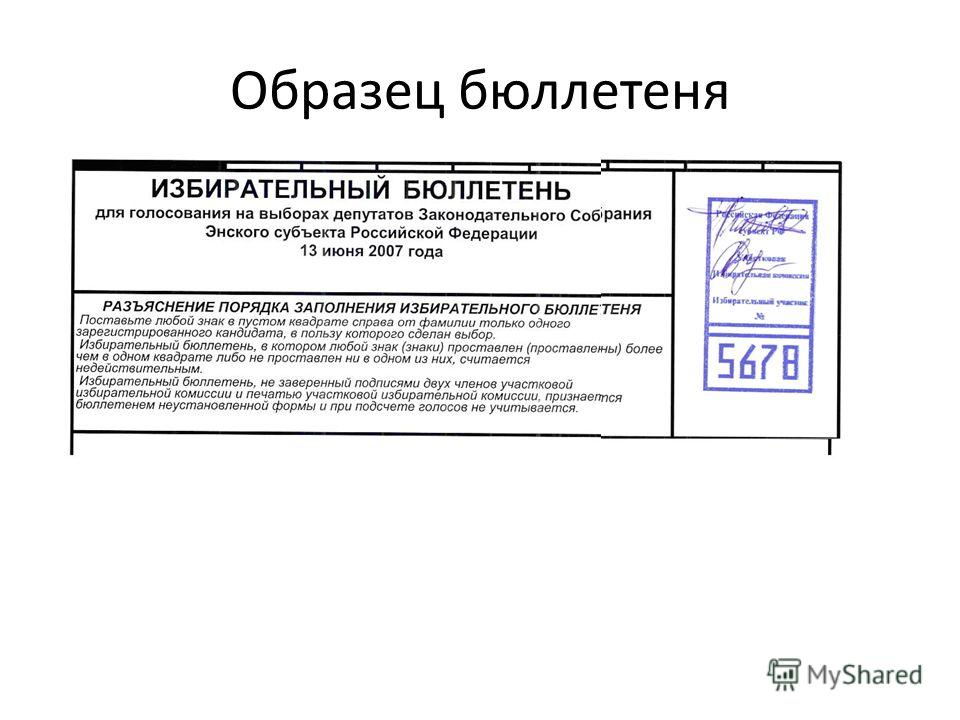 Образец бюллетеня
ИЗБИРАТЕЛЬНЫЙ БЮЛЛЕТЕНЬ
для голосования на выборах депутатов Законодательного Собрания
Энского субъекта Российской Федерации
13 июня 2007 года
РАЗЪЯСНЕНИЕ ПОРЯДКА ЗАПОЛНЕНИЯ ИЗБИРАТЕЛЬНОГО БЮЛЛЕТЕНЯ
Поставьте любой знак в пустом квадрате справа от фамилии только одного
зарегистрированного кандидата, в пользу которого сделан выбор.
Избирательный бюллетень, в котором любой знак (знаки) проставлен (проставлены) более
чем в одном квадрате либо не проставлен ни в одном из них, считается
недействительным.
Избирательный бюллетень, не заверенный подписями двух членов участковой
избирательной комиссии и печатью участковой избирательной комиссии, признается
бюллетенем неустановленной формы и при подсчете голосов не учитывается.
Российская Федерация
Субъект РФ
Участковая
Избирательная комиссия
Избирательный участок
№
5678
MyShared